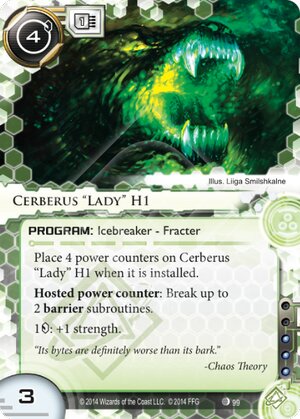 4
1
Illus. Liiga Smilshkalne
Cerberus “Lady” H1
PROGRAM: Icebreaker - Fracter
Place 4 power counters on Cerberus
“Lady” H1 when it is installed.
Hosted power counter: Break up to
2 barrier subroutines.
1: +1 strength.
“Its bytes are definitely worse than its bark.”
-Chaos Theory
3
© 2014 Wizards of the Coast LLC. © 2014 FFG
99